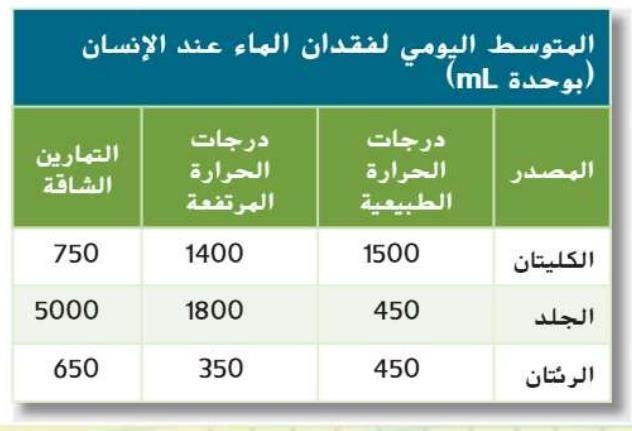 المتوسط اليومي لفقدان الماء عند الإنسان
(بوحدة mL)
المصدر
درجات الحرارة الطبيعية
درجات الحرارة المرتفعة
التمارين الشاقة
الكليتان 1500 1400 750
الجلد 450 1800 5000
الرئتان 450 350 650